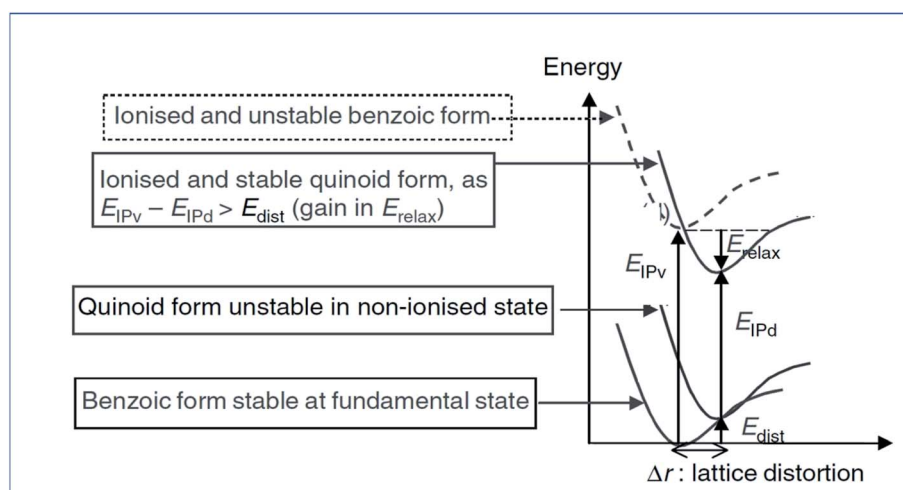 Energy
Ionised and unstable benzoic form
Ionised and stable quinoid form, as
E_IPv – E_IPd > E_dist (gain in E_relax)
E_relax
E_IPv
Quinoid form unstable in non-ionised state
E_IPd
Benzoic form stable at fundamental state
E_dist
Δr : lattice distortion